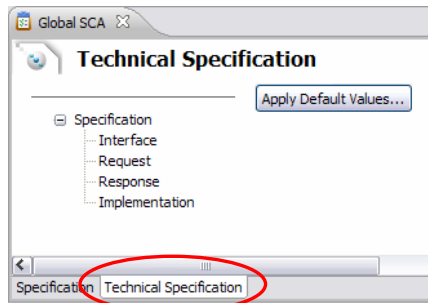 Global SCA
Technical Specification
Apply Default Values...
Specification
Interface
Request
Response
Implementation
Specification Technical Specification